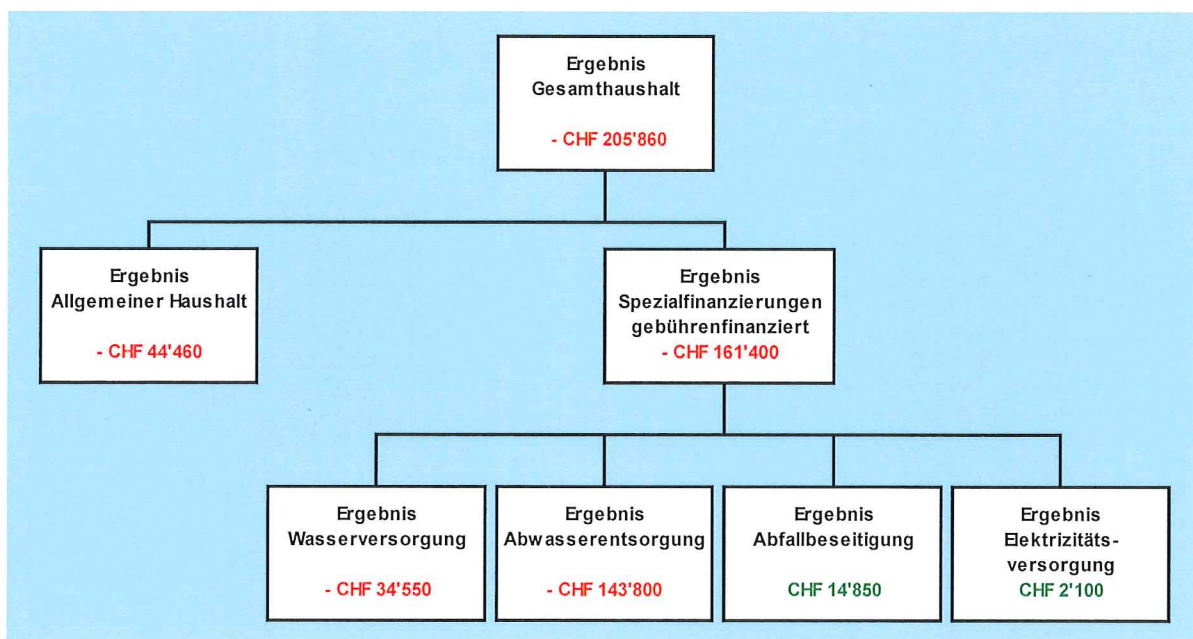 Ergebnis
Gesamthaushalt
- CHF 205'860
Ergebnis
Allgemeiner Haushalt
- CHF 44'460
Ergebnis
Spezialfinanzierungen
gebührenfinanziert
- CHF 161'400
Ergebnis
Wasserversorgung
- CHF 34'550
Ergebnis
Abwasserentsorgung
- CHF 143'800
Ergebnis
Abfallbeseitigung
CHF 14'850
Ergebnis
Elektrizitäts-
versorgung
CHF 2'100